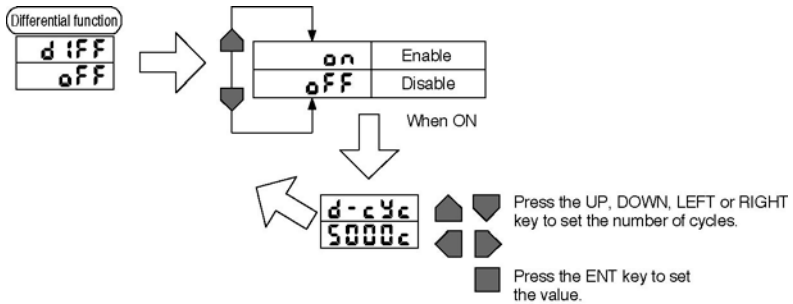 Differential function
dIFF
oFF
on Enable
oFF Disable
When ON
d-cYc
5000c
Press the UP, DOWN, LEFT or RIGHT
key to set the number of cycles.
Press the ENT key to set
the value.